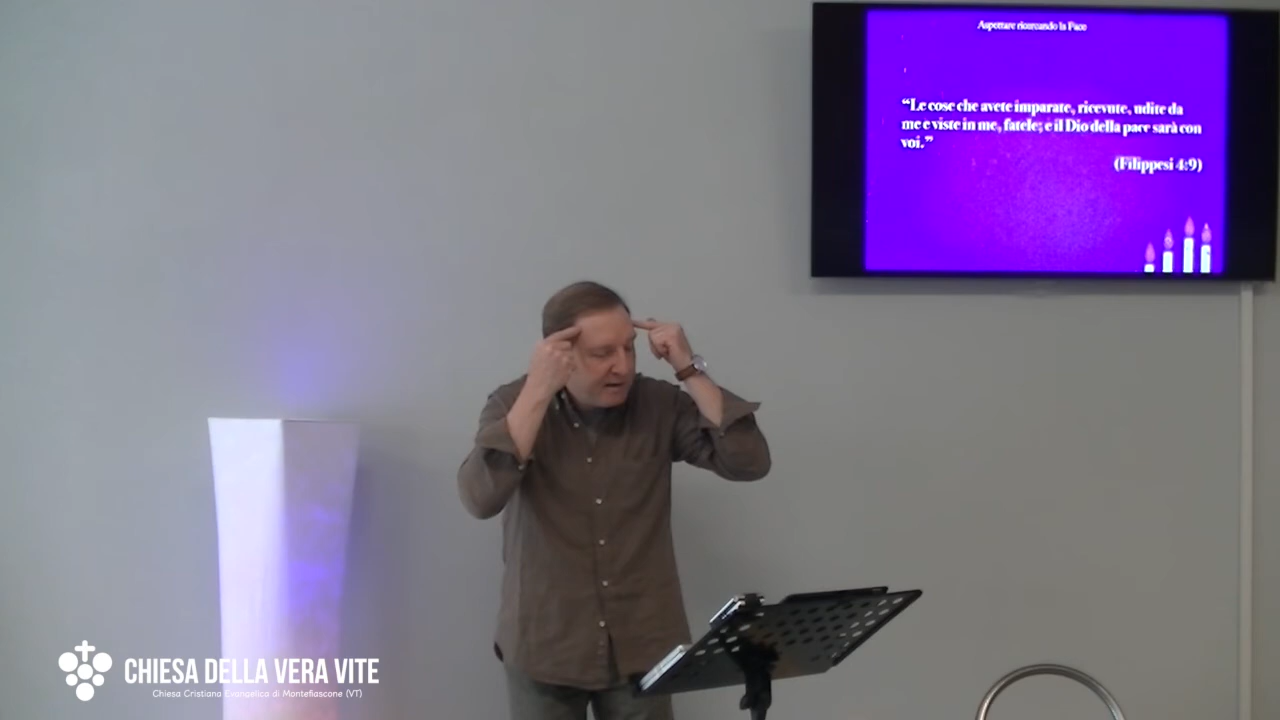 Aspettare ricercando la Pace
“Le cose che avete imparate, ricevute, udite da
me e viste in me, fatele; e il Dio della pace sarà con
voi.”
(Filippesi 4:9)
CHIESA DELLA VERA VITE
Chiesa Cristiana Evangelica di Montefiascone (VT)